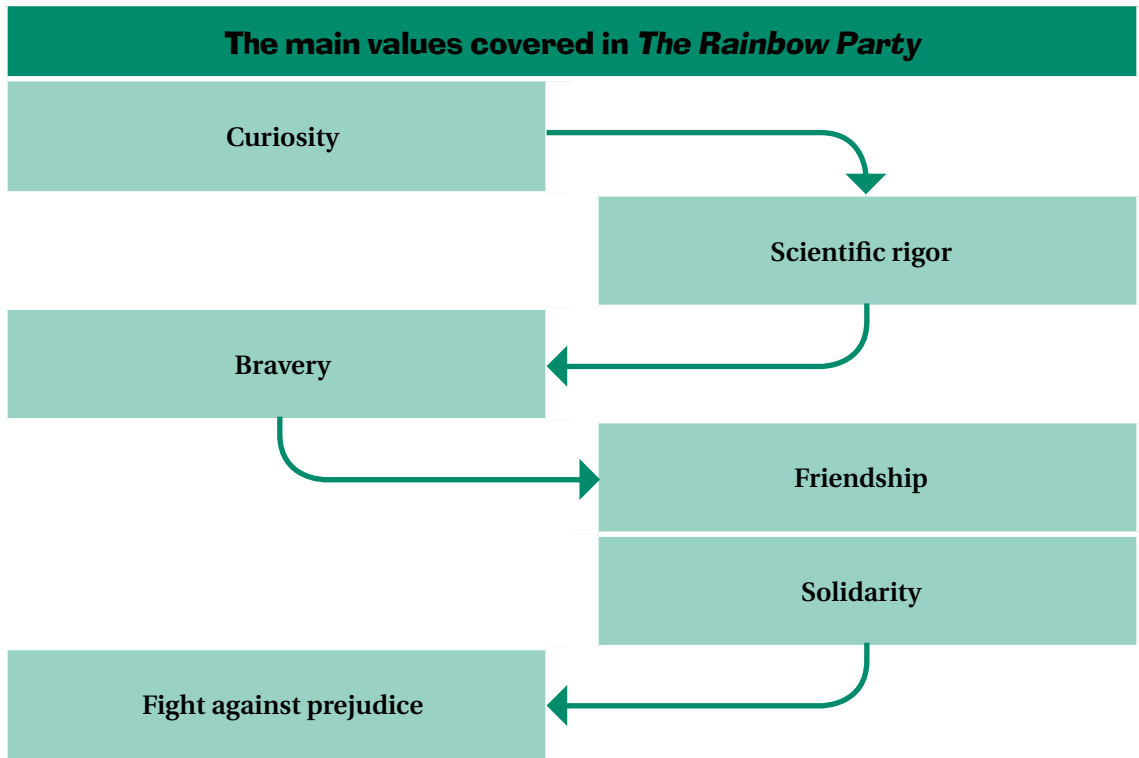 The main values covered in The Rainbow Party
Curiosity
Scientific rigor
Bravery
Friendship
Solidarity
Fight against prejudice